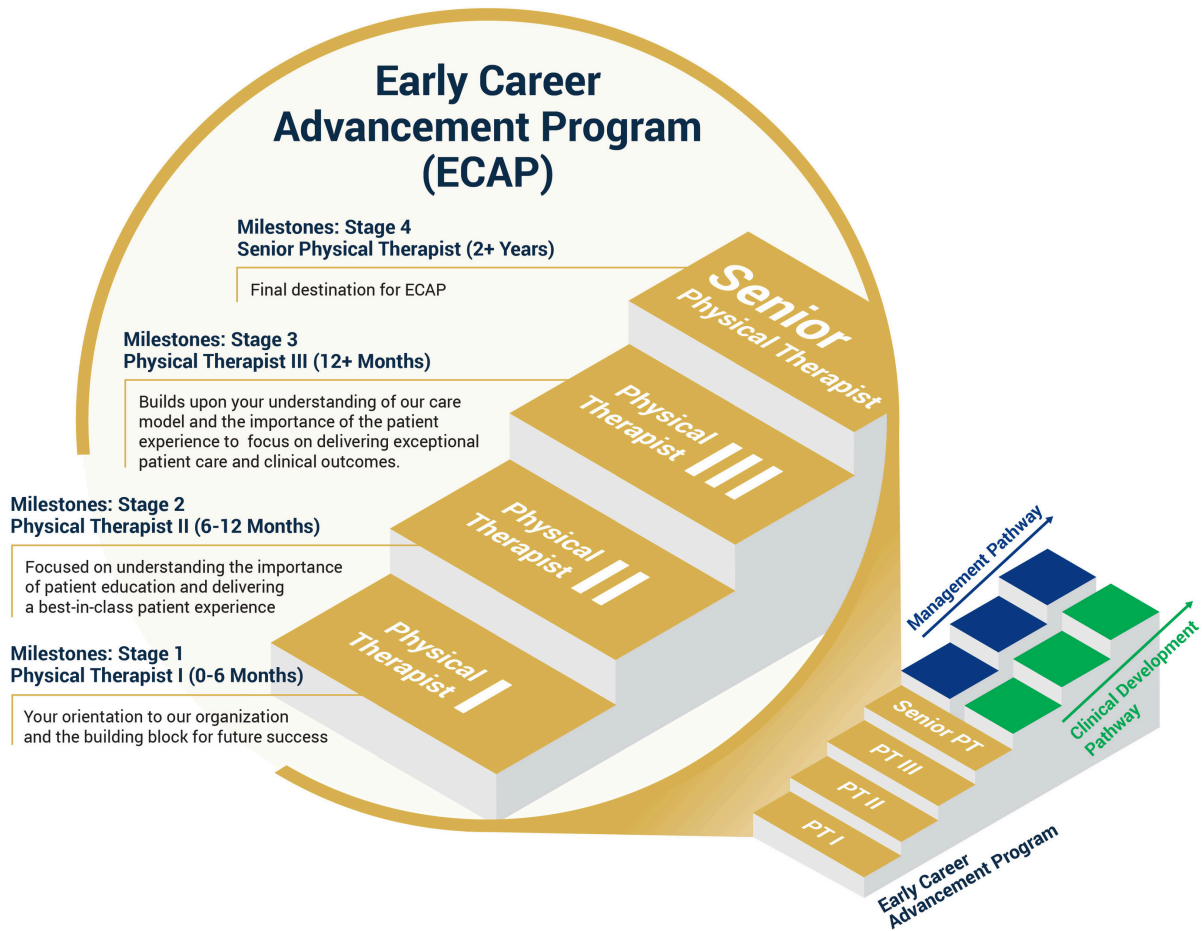 Early Career
Advancement Program
(ECAP)
Milestones: Stage 4
Senior Physical Therapist (2+ Years)
Final destination for ECAP
Senior
Physical Therapist
Milestones: Stage 3
Physical Therapist III (12+ Months)
Builds upon your understanding of our care
model and the importance of the patient
experience to focus on delivering exceptional
patient care and clinical outcomes.
Physical
Therapist III
Milestones: Stage 2
Physical Therapist II (6-12 Months)
Focused on understanding the importance
of patient education and delivering
a best-in-class patient experience
Physical
Therapist II
Milestones: Stage 1
Physical Therapist I (0-6 Months)
Your orientation to our organization
and the building block for future success
Physical
Therapist I
Management Pathway
Clinical Development
Pathway
Senior PT
PT III
PT II
PT I
Early Career
Advancement Program